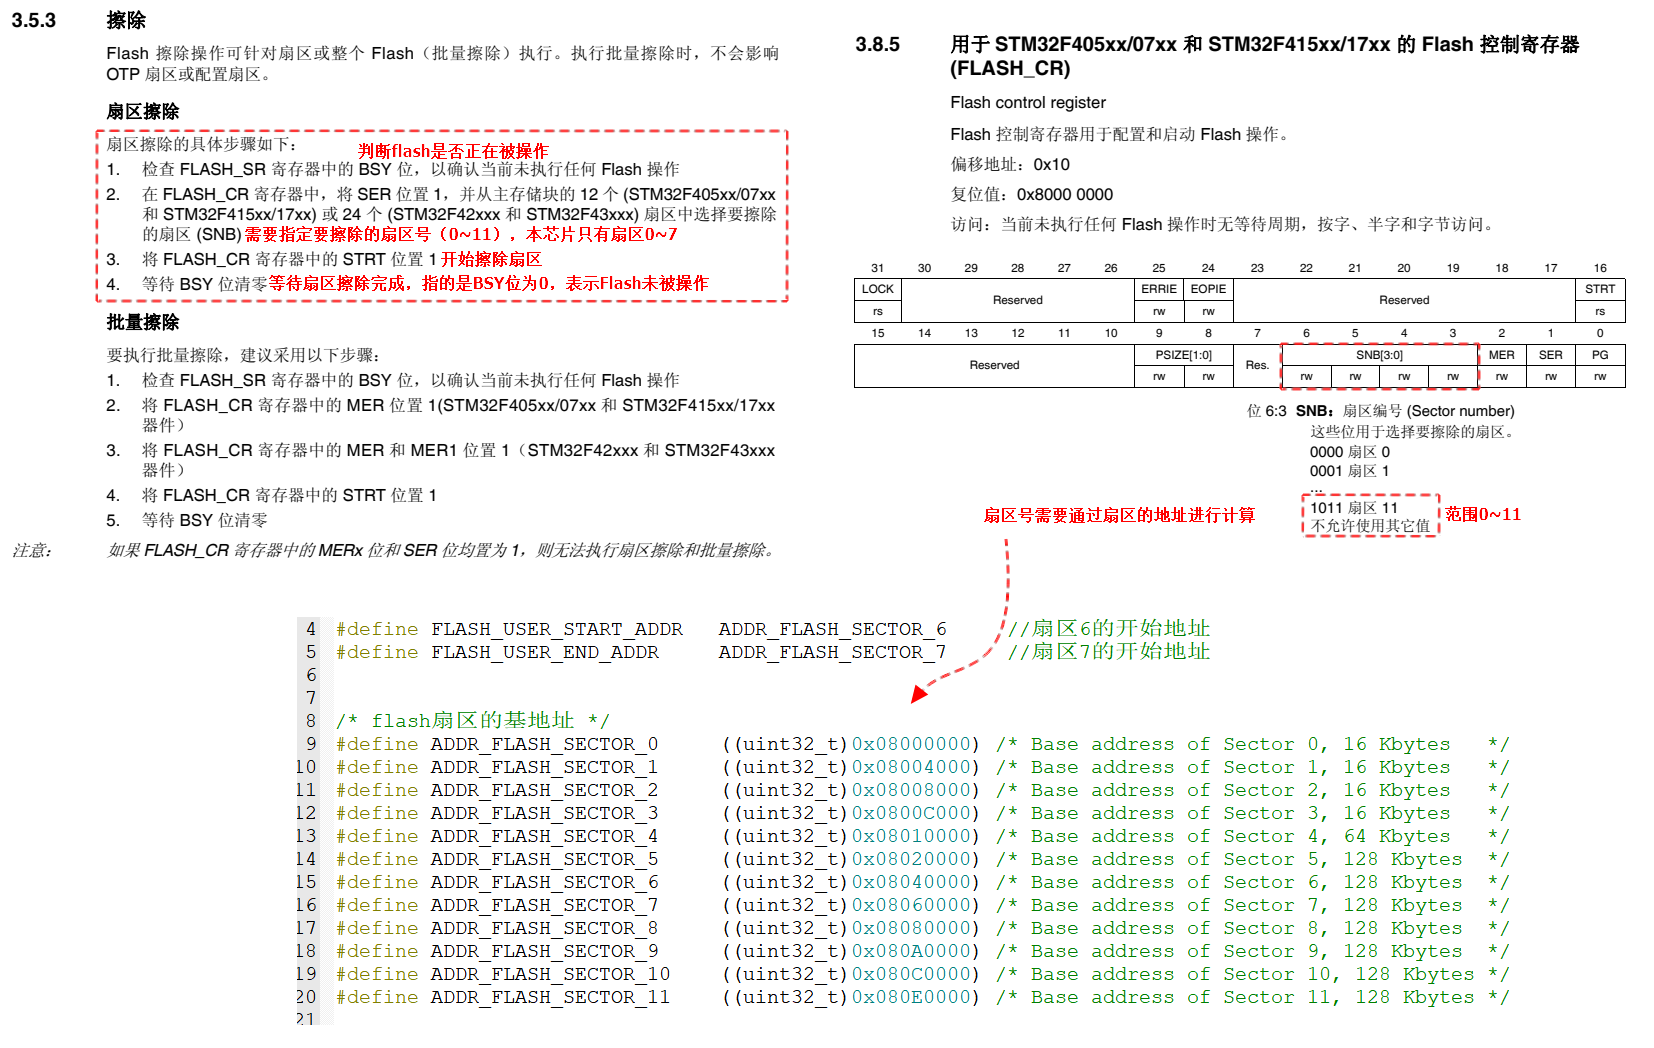 3.5.3 擦除
Flash 擦除操作可针对扇区或整个 Flash（批量擦除）执行。执行批量擦除时，不会影响
OTP 扇区或配置扇区。
扇区擦除
扇区擦除的具体步骤如下：
判断flash是否正在被操作
1. 检查 FLASH_SR 寄存器中的 BSY 位，以确认当前未执行任何 Flash 操作
2. 在 FLASH_CR 寄存器中，将 SER 位置 1，并从主存储块的 12 个 (STM32F405xx/07xx
和 STM32F415xx/17xx) 或 24 个 (STM32F42xxx 和 STM32F43xxx) 扇区中选择要擦除
的扇区 (SNB) 需要指定要擦除的扇区号（0~11），本芯片只有扇区0~7
3. 将 FLASH_CR 寄存器中的 STRT 位置 1 开始擦除扇区
4. 等待 BSY 位清零 等待扇区擦除完成，指的是BSY位为0，表示Flash未被操作
批量擦除
要执行批量擦除，建议采用以下步骤：
1. 检查 FLASH_SR 寄存器中的 BSY 位，以确认当前未执行任何 Flash 操作
2. 将 FLASH_CR 寄存器中的 MER 位置 1(STM32F405xx/07xx 和 STM32F415xx/17xx
器件）
3. 将 FLASH_CR 寄存器中的 MER 和 MER1 位置 1（STM32F42xxx 和 STM32F43xxx
器件）
4. 将 FLASH_CR 寄存器中的 STRT 位置 1
5. 等待 BSY 位清零
注意： 如果 FLASH_CR 寄存器中的 MERx 位和 SER 位均置为 1，则无法执行扇区擦除和批量擦除。
3.8.5 用于 STM32F405xx/07xx 和 STM32F415xx/17xx 的 Flash 控制寄存器
(FLASH_CR)
Flash control register
Flash 控制寄存器用于配置和启动 Flash 操作。
偏移地址：0x10
复位值：0x8000 0000
访问：当前未执行任何 Flash 操作时无等待周期，按字、半字和字节访问。
31 30 29 28 27 26 25 24 23 22 21 20 19 18 17 16
LOCK Reserved ERRIE EOPIE Reserved STRT
rs rw rw rs
15 14 13 12 11 10 9 8 7 6 5 4 3 2 1 0
Reserved PSIZE[1:0] Res. SNB[3:0] MER SER PG
rw rw rw rw rw rw rw rw rw
位 6:3 SNB：扇区编号 (Sector number)
这些位用于选择要擦除的扇区。
0000 扇区 0
0001 扇区 1
...
1011 扇区 11
不允许使用其它值
范围0~11
扇区号需要通过扇区的地址进行计算
4 #define FLASH_USER_START_ADDR ADDR_FLASH_SECTOR_6 //扇区6的开始地址
5 #define FLASH_USER_END_ADDR ADDR_FLASH_SECTOR_7 //扇区7的开始地址
6
7
8 /* flash扇区的基地址 */
9 #define ADDR_FLASH_SECTOR_0 ((uint32_t)0x08000000) /* Base address of Sector 0, 16 Kbytes */
10 #define ADDR_FLASH_SECTOR_1 ((uint32_t)0x08004000) /* Base address of Sector 1, 16 Kbytes */
11 #define ADDR_FLASH_SECTOR_2 ((uint32_t)0x08008000) /* Base address of Sector 2, 16 Kbytes */
12 #define ADDR_FLASH_SECTOR_3 ((uint32_t)0x0800C000) /* Base address of Sector 3, 16 Kbytes */
13 #define ADDR_FLASH_SECTOR_4 ((uint32_t)0x08010000) /* Base address of Sector 4, 64 Kbytes */
14 #define ADDR_FLASH_SECTOR_5 ((uint32_t)0x08020000) /* Base address of Sector 5, 128 Kbytes */
15 #define ADDR_FLASH_SECTOR_6 ((uint32_t)0x08040000) /* Base address of Sector 6, 128 Kbytes */
16 #define ADDR_FLASH_SECTOR_7 ((uint32_t)0x08060000) /* Base address of Sector 7, 128 Kbytes */
17 #define ADDR_FLASH_SECTOR_8 ((uint32_t)0x08080000) /* Base address of Sector 8, 128 Kbytes */
18 #define ADDR_FLASH_SECTOR_9 ((uint32_t)0x080A0000) /* Base address of Sector 9, 128 Kbytes */
19 #define ADDR_FLASH_SECTOR_10 ((uint32_t)0x080C0000) /* Base address of Sector 10, 128 Kbytes */
20 #define ADDR_FLASH_SECTOR_11 ((uint32_t)0x080E0000) /* Base address of Sector 11, 128 Kbytes */
21